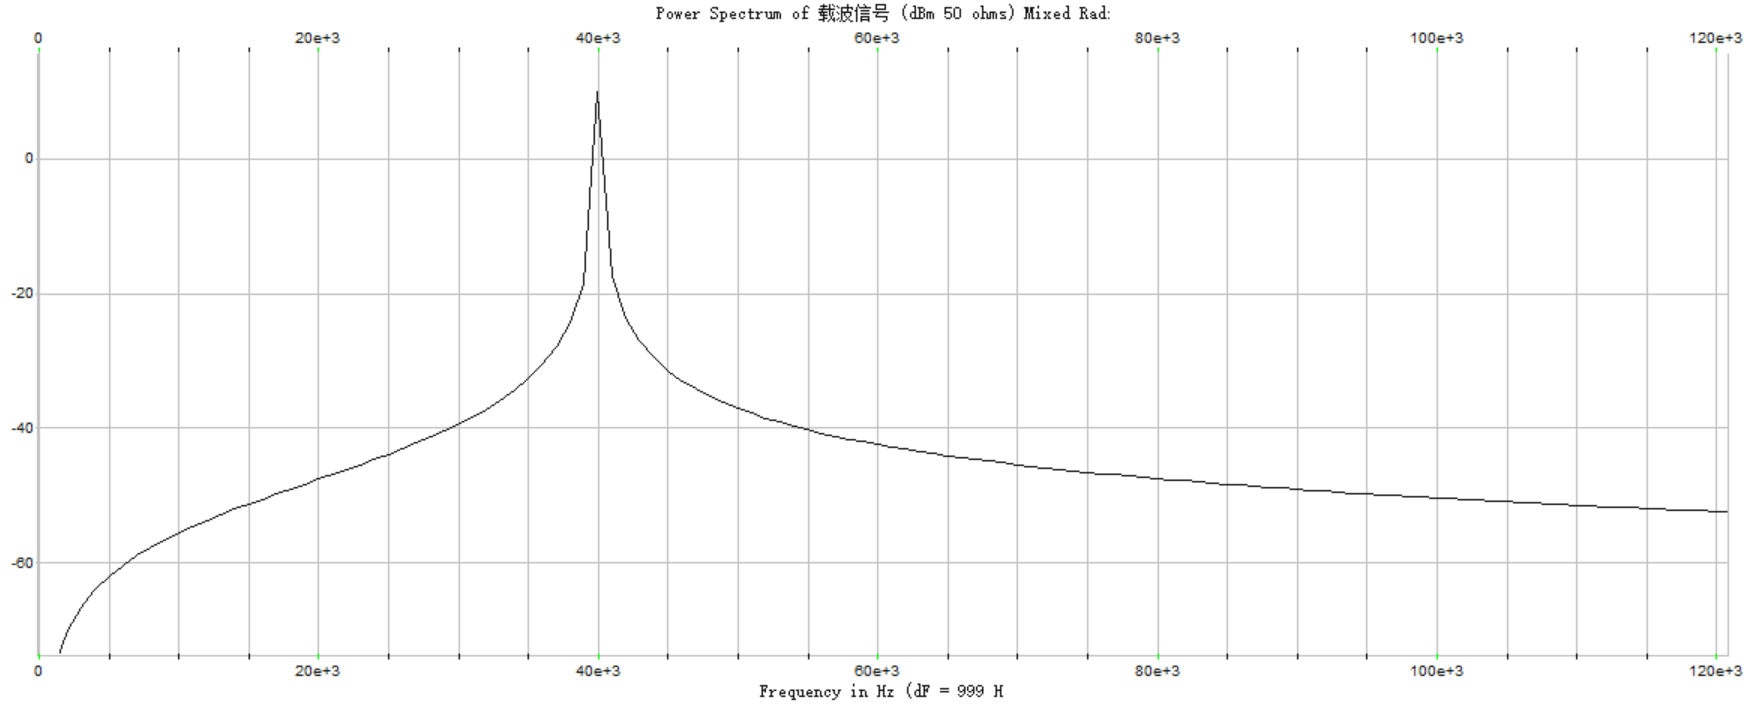 Power Spectrum of 载波信号 (dBm 50 ohms) Mixed Rad:
0 20e+3 40e+3 60e+3 80e+3 100e+3 120e+3
0
-20
-40
-60
0 20e+3 40e+3 60e+3 80e+3 100e+3 120e+3
Frequency in Hz (dF = 999 H